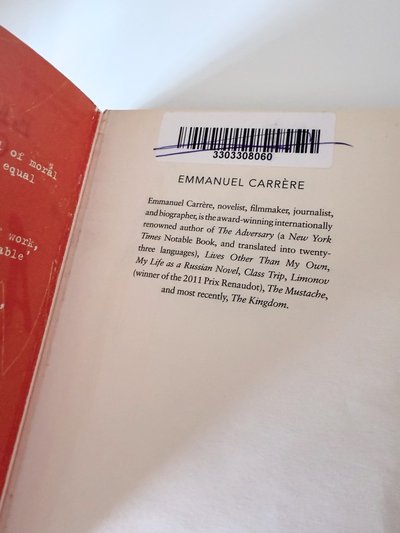 l of moral
equal
work,
able'
3303308060
EMMANUEL CARRÈRE
Emmanuel Carrère, novelist, filmmaker, journalist,
and biographer, is the award-winning internationally
renowned author of The Adversary (a New York
Times Notable Book, and translated into twenty-
three languages), Lives Other Than My Own,
My Life as a Russian Novel, Class Trip, Limonov
(winner of the 2011 Prix Renaudot), The Mustache,
and most recently, The Kingdom.